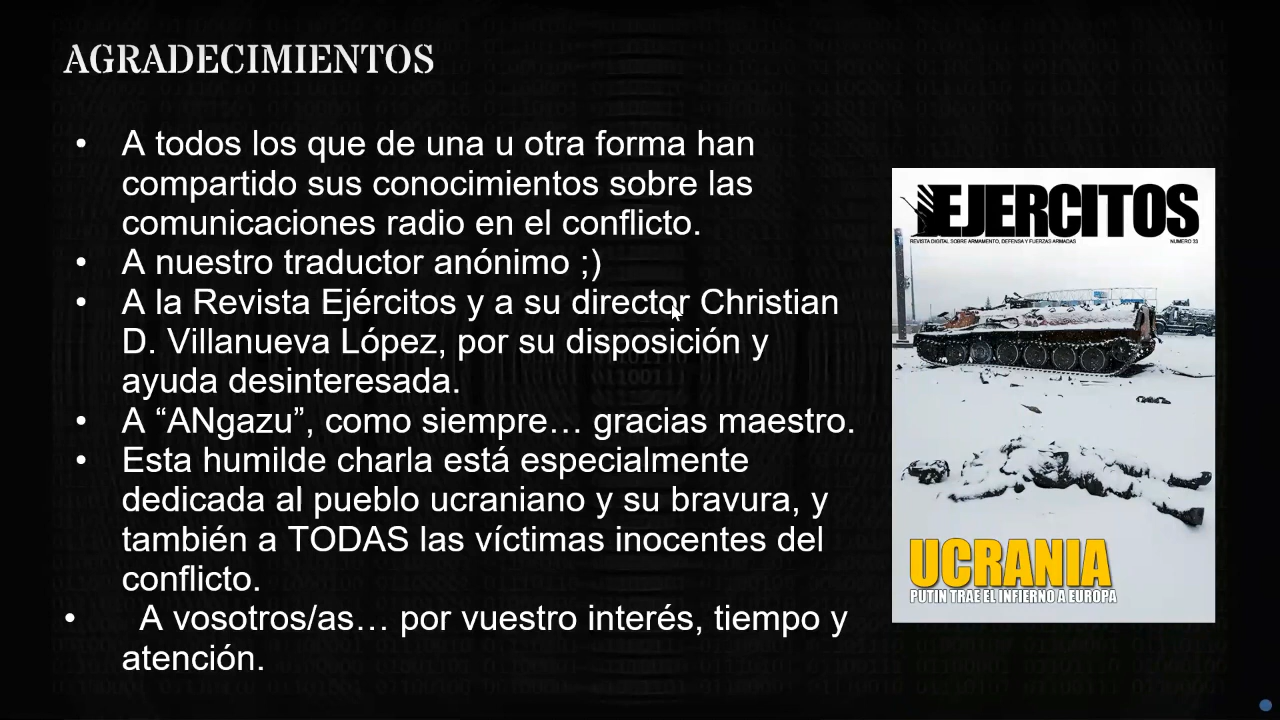 AGRADECIMIENTOS
• A todos los que de una u otra forma han
compartido sus conocimientos sobre las
comunicaciones radio en el conflicto.
• A nuestro traductor anónimo ;)
• A la Revista Ejércitos y a su director Christian
D. Villanueva López, por su disposición y
ayuda desinteresada.
• A “ANgazu”, como siempre… gracias maestro.
• Esta humilde charla está especialmente
dedicada al pueblo ucraniano y su bravura, y
también a TODAS las víctimas inocentes del
conflicto.
• A vosotros/as… por vuestro interés, tiempo y
atención.
EJERCITOS
REVISTA DIGITAL SOBRE ARMAMENTO, DEFENSA Y FUERZAS ARMADAS
NUMERO 33
UCRANIA
PUTIN TRAE EL INFIERNO A EUROPA